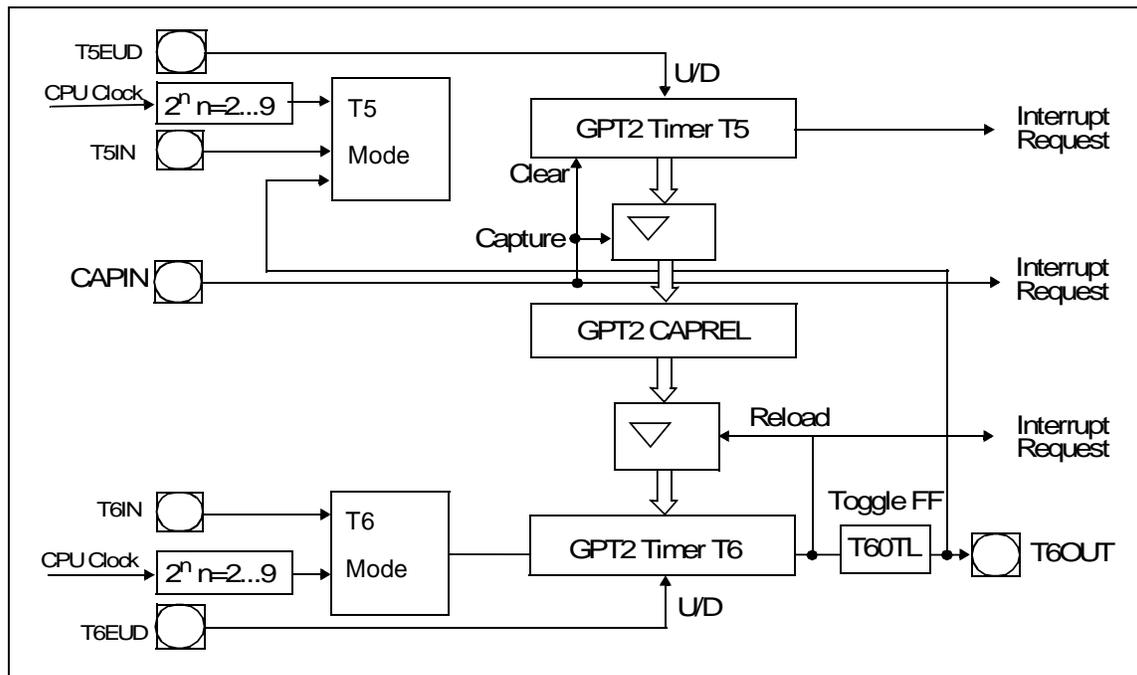 T5EUD
U/D
CPU Clock
2ⁿ n=2...9
T5
Mode
GPT2 Timer T5
Interrupt
Request
T5IN
Clear
Capture
CAPIN
Interrupt
Request
GPT2 CAPREL
Reload
Interrupt
Request
T6IN
T6
Mode
Toggle FF
GPT2 Timer T6
T60TL
T6OUT
CPU Clock
2ⁿ n=2...9
U/D
T6EUD